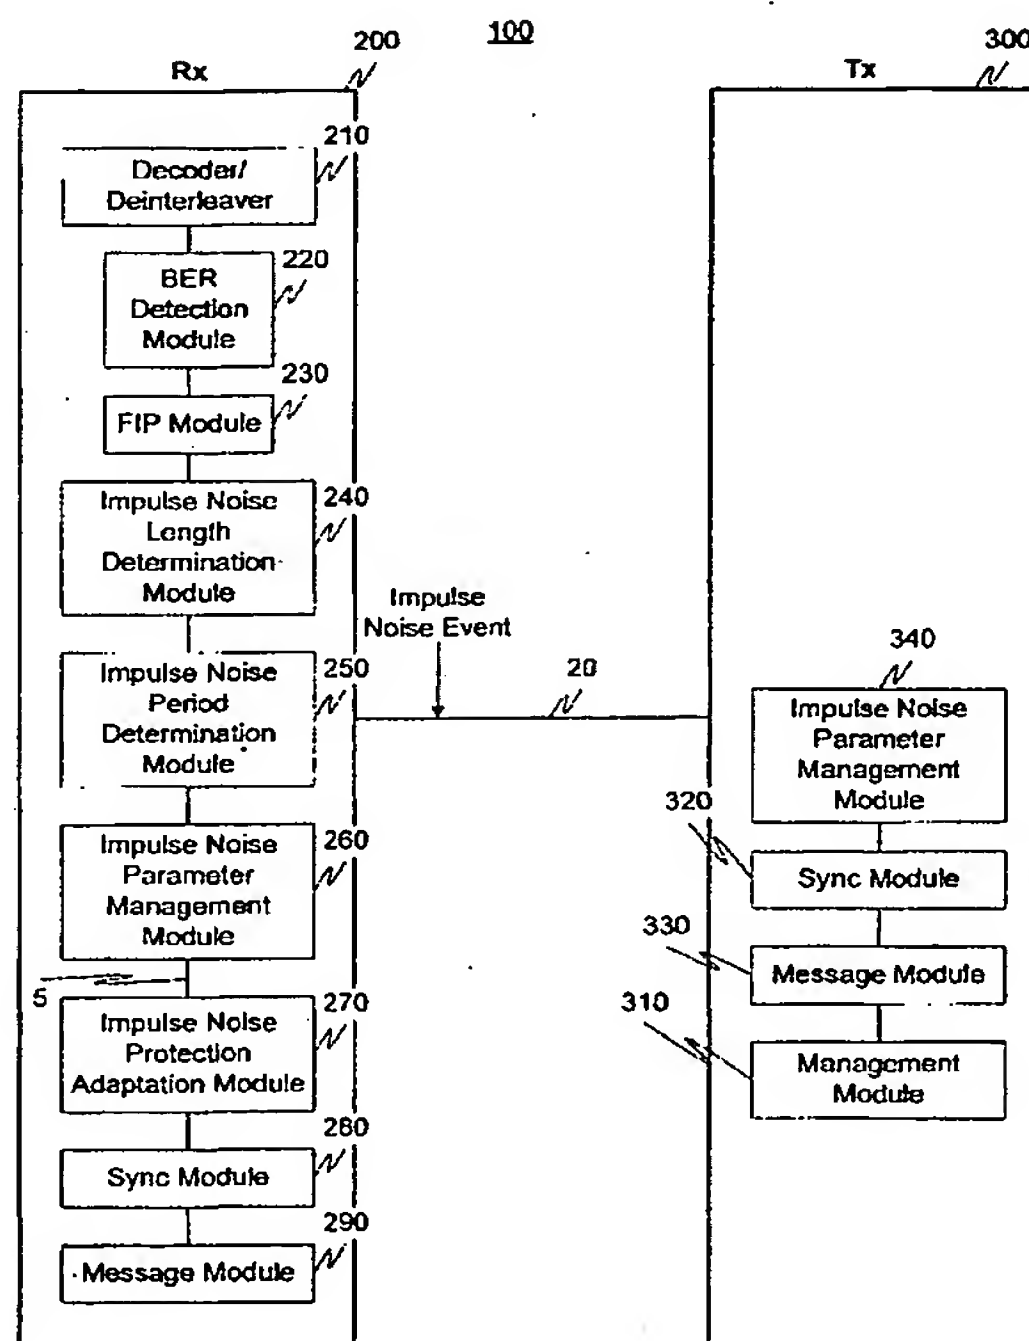 100
200
Rx
210
Decoder/
Deinterleaver
220
BER
Detection
Module
230
FIP Module
240
Impulse Noise
Length
Determination
Module
250
Impulse Noise
Period
Determination
Module
260
Impulse Noise
Parameter
Management
Module
5
270
Impulse Noise
Protection
Adaptation Module
280
Sync Module
290
Message Module
Impulse
Noise Event
20
300
Tx
340
Impulse Noise
Parameter
Management
Module
320
Sync Module
330
Message Module
310
Management
Module